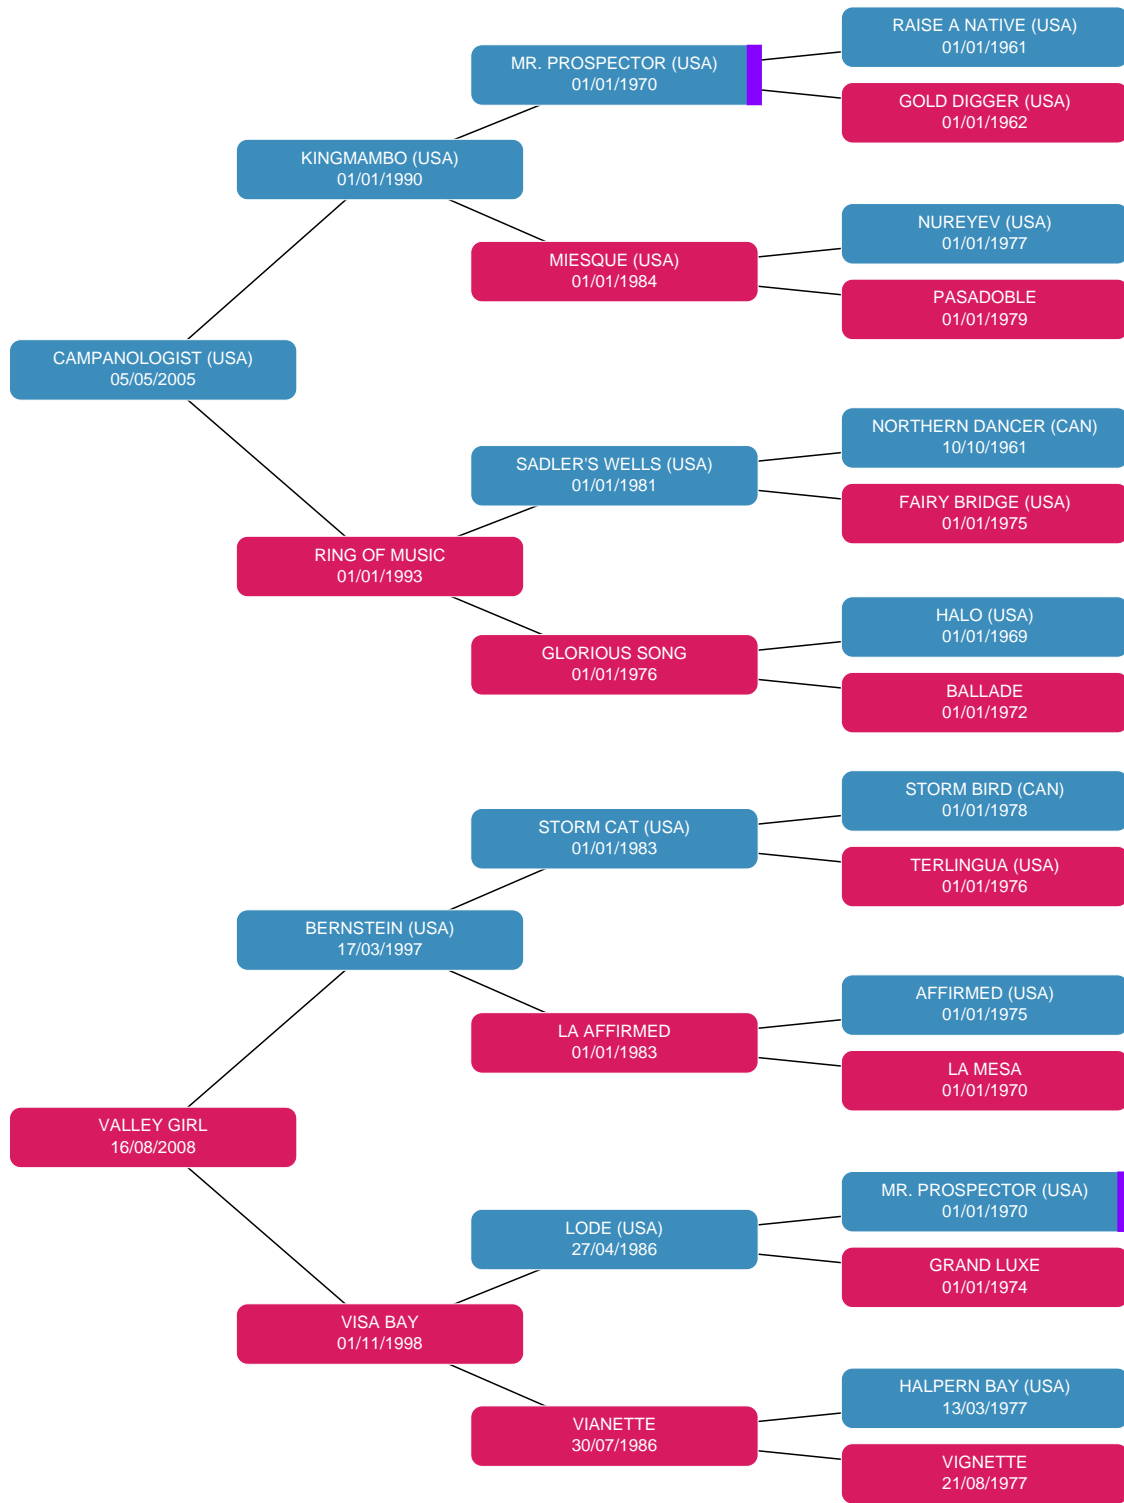 RAISE A NATIVE (USA)
01/01/1961
MR. PROSPECTOR (USA)
01/01/1970
GOLD DIGGER (USA)
01/01/1962
KINGMAMBO (USA)
01/01/1990
NUREYEV (USA)
01/01/1977
MIESQUE (USA)
01/01/1984
PASADOBLE
01/01/1979
CAMPANOLOGIST (USA)
05/05/2005
NORTHERN DANCER (CAN)
10/10/1961
SADLER'S WELLS (USA)
01/01/1981
FAIRY BRIDGE (USA)
01/01/1975
RING OF MUSIC
01/01/1993
HALO (USA)
01/01/1969
GLORIOUS SONG
01/01/1976
BALLADE
01/01/1972
STORM BIRD (CAN)
01/01/1978
STORM CAT (USA)
01/01/1983
TERLINGUA (USA)
01/01/1976
BERNSTEIN (USA)
17/03/1997
AFFIRMED (USA)
01/01/1975
LA AFFIRMED
01/01/1983
LA MESA
01/01/1970
VALLEY GIRL
16/08/2008
MR. PROSPECTOR (USA)
01/01/1970
LODE (USA)
27/04/1986
GRAND LUXE
01/01/1974
VISA BAY
01/11/1998
HALPERN BAY (USA)
13/03/1977
VIANETTE
30/07/1986
VIGNETTE
21/08/1977